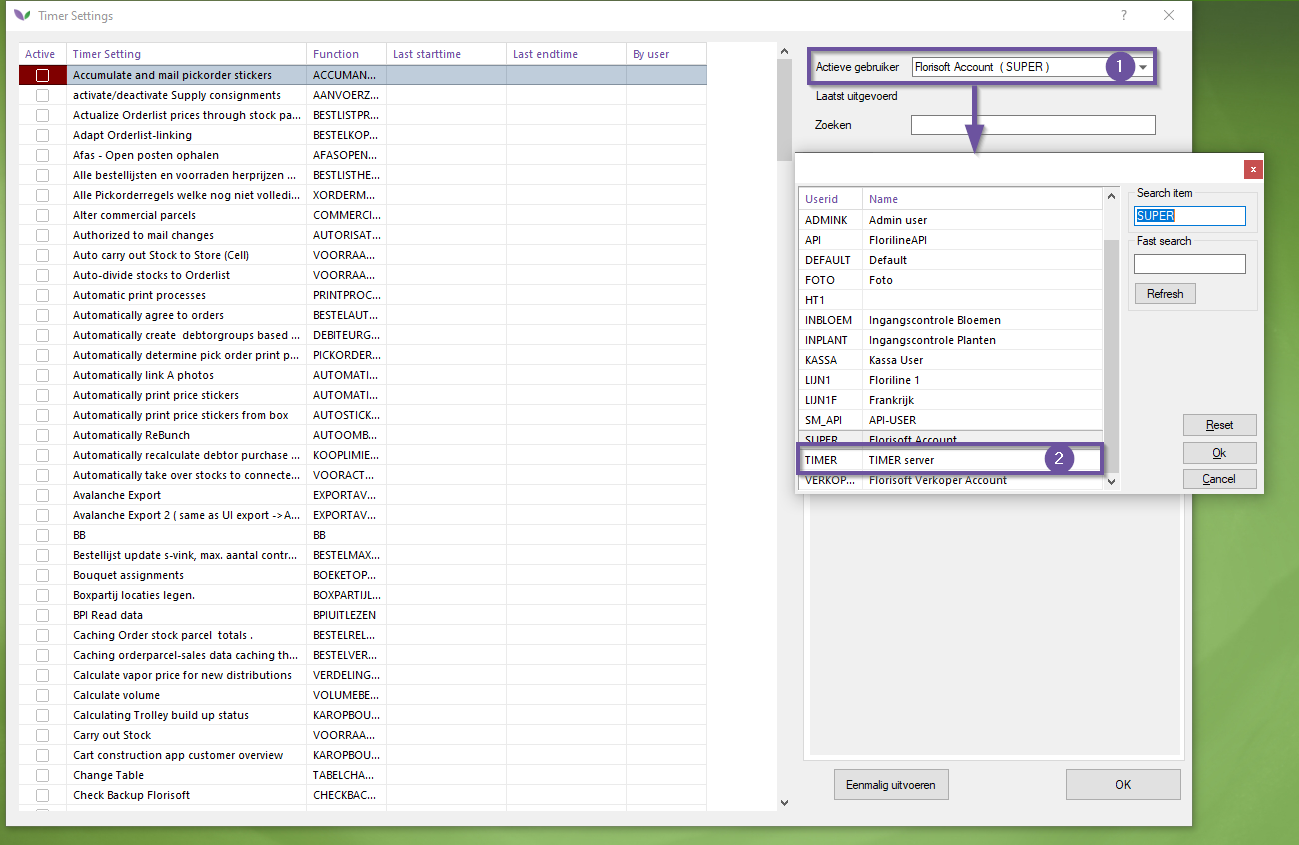 Timer Settings
?
Active Timer Setting Function Last starttime Last endtime By user
Accumulate and mail pickorder stickers ACCUMAN...
activate/deactivate Supply consignments AANVOERZ...
Actualize Orderlist prices through stock pa... BESTLISTPR...
Adapt Orderlist-linking BESTELKOP...
Afas - Open posten ophalen AFASOPEN...
Alle bestellijsten en voorraden herprijzen ... BESTLISTHE...
Alle Pickorderregels welke nog niet volledi... XORDERM...
Alter commercial parcels COMMERCI...
Authorized to mail changes AUTORISAT...
Auto carry out Stock to Store (Cell) VOORRAA...
Auto-divide stocks to Orderlist VOORRAA...
Automatic print processes PRINTPROC...
Automatically agree to orders BESTELAUT...
Automatically create  debtorgroups based ... DEBITEURG...
Automatically determine pick order print p... PICKORDER...
Automatically link A photos AUTOMATI...
Automatically print price stickers AUTOMATI...
Automatically print price stickers from box AUTOSTICK...
Automatically ReBunch AUTOOMB...
Automatically recalculate debtor purchase ... KOOPLIMIE...
Automatically take over stocks to connecte... VOORACT...
Avalanche Export EXPORTAV...
Avalanche Export 2 ( same as UI export ->A... EXPORTAV...
BB BB
Bestellijst update s-vink, max. aantal contr... BESTELMAX...
Bouquet assignments BOEKETOP...
Boxpartij locaties legen. BOXPARTIJL...
BPI Read data BPIUITLEZEN
Caching Order stock parcel  totals . BESTELREL...
Caching orderparcel-sales data caching th... BESTELVER...
Calculate vapor price for new distributions VERDELING...
Calculate volume VOLUMEBE...
Calculating Trolley build up status KAROPBOU...
Carry out Stock VOORRAA...
Cart construction app customer overview KAROPBOU...
Change Table TABELCHA...
Check Backup Florisoft CHECKBAC...
Actieve gebruiker Florisoft Account ( SUPER ) 1
Laatst uitgevoerd
Zoeken
x
Userid Name
ADMINK Admin user
API FlorilineAPI
DEFAULT Default
FOTO Foto
HT1
INBLOEM Ingangscontrole Bloemen
INPLANT Ingangscontrole Planten
KASSA Kassa User
LIJN1 Floriline 1
LIJN1F Frankrijk
SM_API API-USER
SUPER Florisoft Account
TIMER TIMER server 2
VERKOP... Florisoft Verkoper Account
Search item
SUPER
Fast search
Refresh
Reset
Ok
Cancel
Eenmalig uitvoeren OK